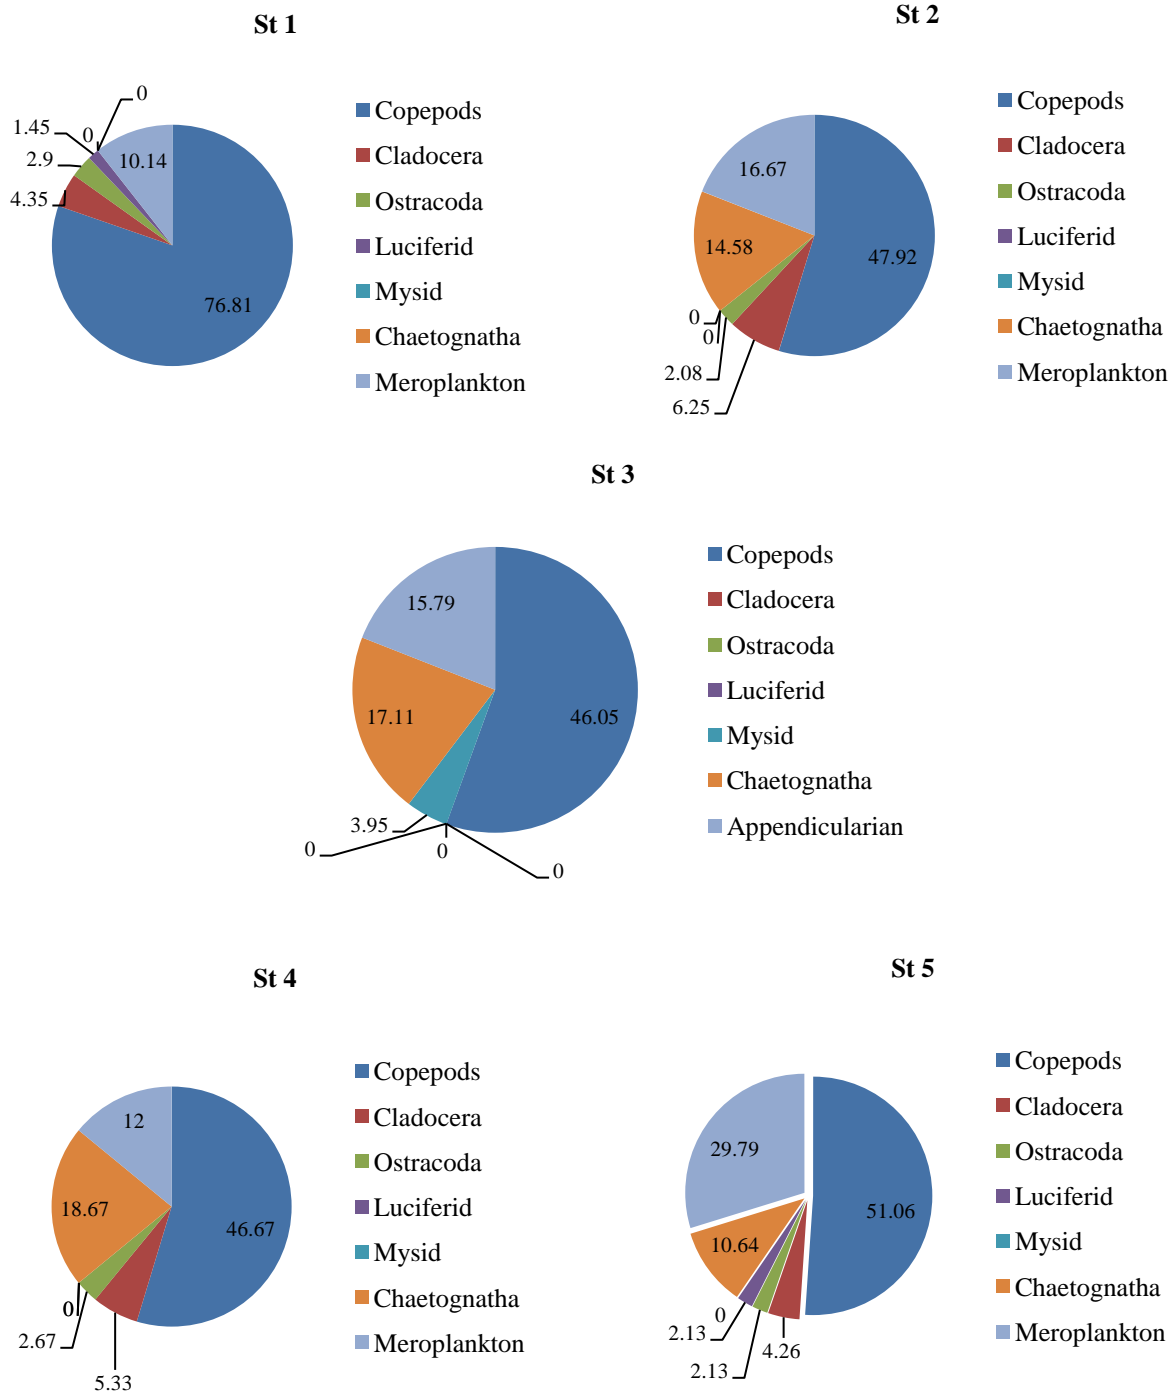 St 1
0
1.45
0
2.9
10.14
4.35
76.81
Copepods
Cladocera
Ostracoda
Luciferid
Mysid
Chaetognatha
Meroplankton
St 2
16.67
14.58
47.92
0
0
2.08
6.25
Copepods
Cladocera
Ostracoda
Luciferid
Mysid
Chaetognatha
Meroplankton
St 3
15.79
17.11
46.05
3.95
0
0
0
Copepods
Cladocera
Ostracoda
Luciferid
Mysid
Chaetognatha
Appendicularian
St 4
12
18.67
46.67
0
2.67
5.33
Copepods
Cladocera
Ostracoda
Luciferid
Mysid
Chaetognatha
Meroplankton
St 5
29.79
51.06
10.64
0
2.13
2.13
4.26
Copepods
Cladocera
Ostracoda
Luciferid
Mysid
Chaetognatha
Meroplankton